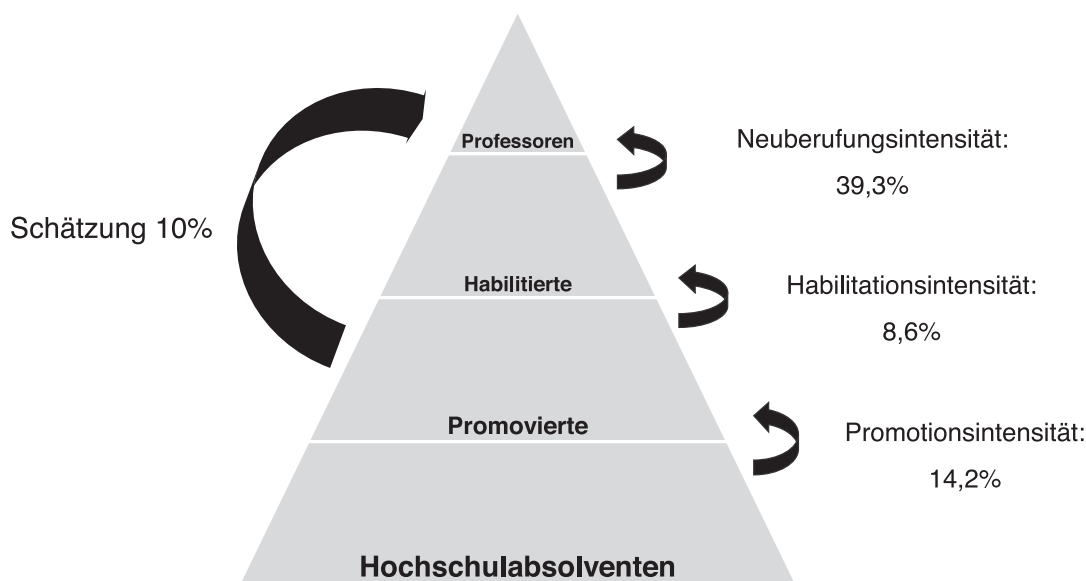 Professoren
Neuberufungsintensität:
39,3%
Schätzung 10%
Habilitierte
Habilitationsintensität:
8,6%
Promovierte
Promotionsintensität:
14,2%
Hochschulabsolventen